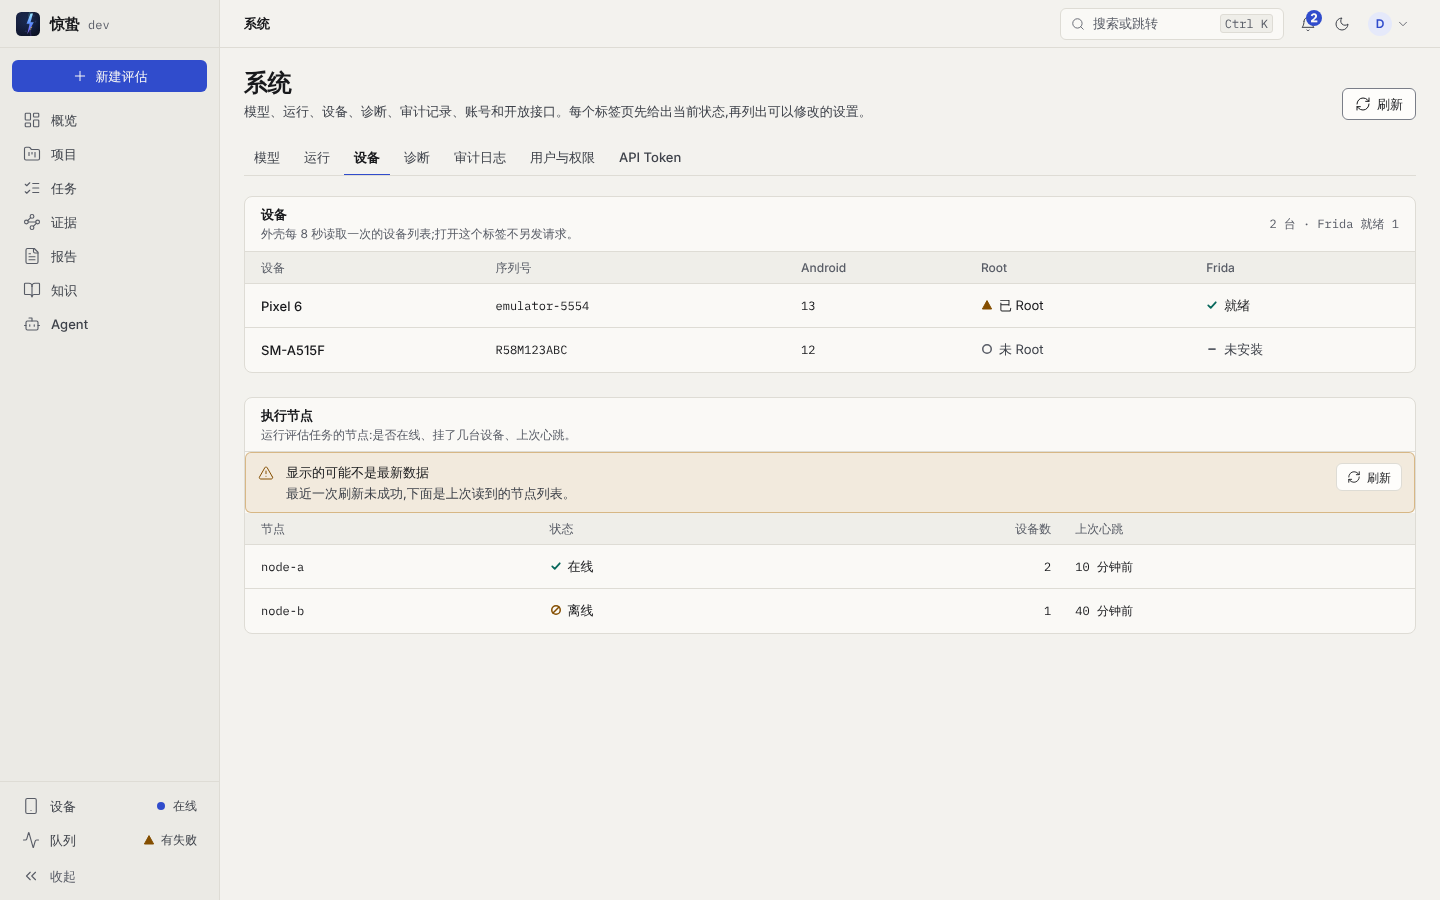 惊蛰 dev
系统
搜索或跳转 Ctrl K
2
D
新建评估
概览
项目
任务
证据
报告
知识
Agent
系统
模型、运行、设备、诊断、审计记录、账号和开放接口。每个标签页先给出当前状态,再列出可以修改的设置。
刷新
模型 运行 设备 诊断 审计日志 用户与权限 API Token
设备
外壳每 8 秒读取一次的设备列表;打开这个标签不另发请求。
2 台 · Frida 就绪 1
设备 序列号 Android Root Frida
Pixel 6 emulator-5554 13 已 Root 就绪
SM-A515F R58M123ABC 12 未 Root 未安装
执行节点
运行评估任务的节点:是否在线、挂了几台设备、上次心跳。
显示的可能不是最新数据
最近一次刷新未成功,下面是上次读到的节点列表。
刷新
节点 状态 设备数 上次心跳
node-a 在线 2 10 分钟前
node-b 离线 1 40 分钟前
设备 在线
队列 有失败
收起